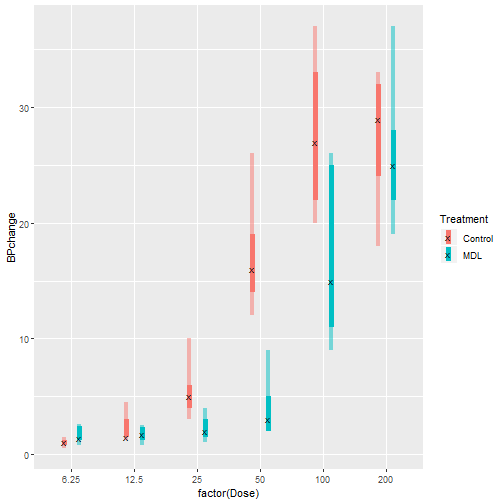 BPchange
30
20
10
0
6.25 12.5 25 50 100 200
factor(Dose)
Treatment
Control
MDL